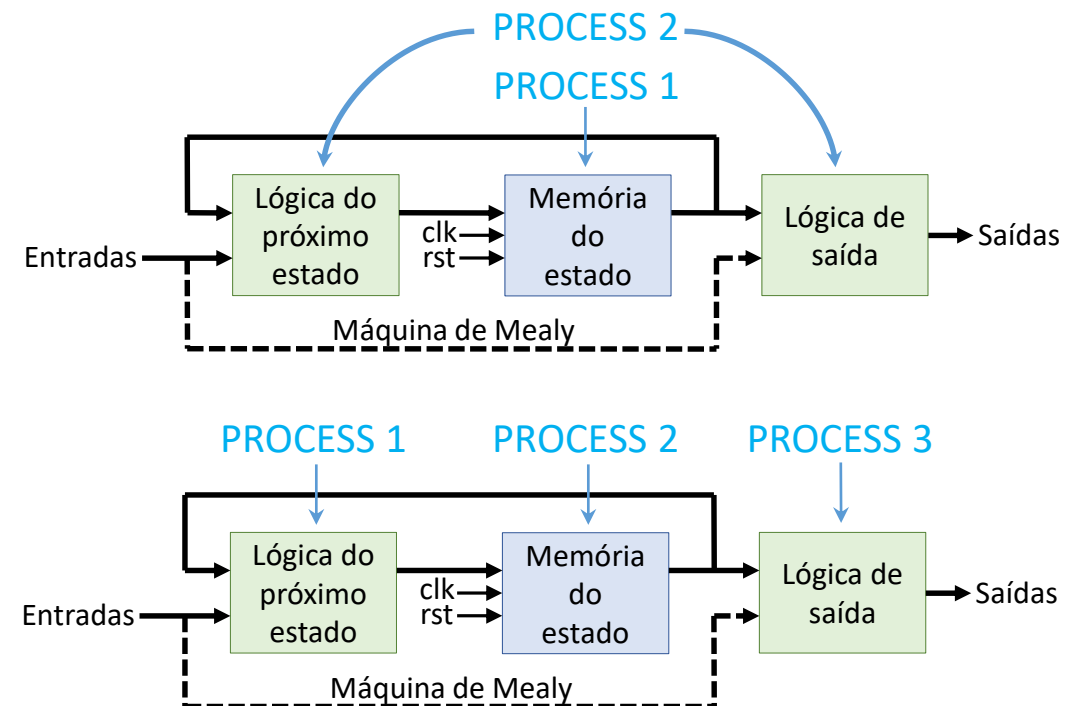 PROCESS 2
PROCESS 1
Lógica do
próximo
estado
Memória
do
estado
Lógica de
saída
clk
rst
Entradas
Saídas
Máquina de Mealy
PROCESS 1
PROCESS 2
PROCESS 3
Lógica do
próximo
estado
Memória
do
estado
Lógica de
saída
clk
rst
Entradas
Saídas
Máquina de Mealy